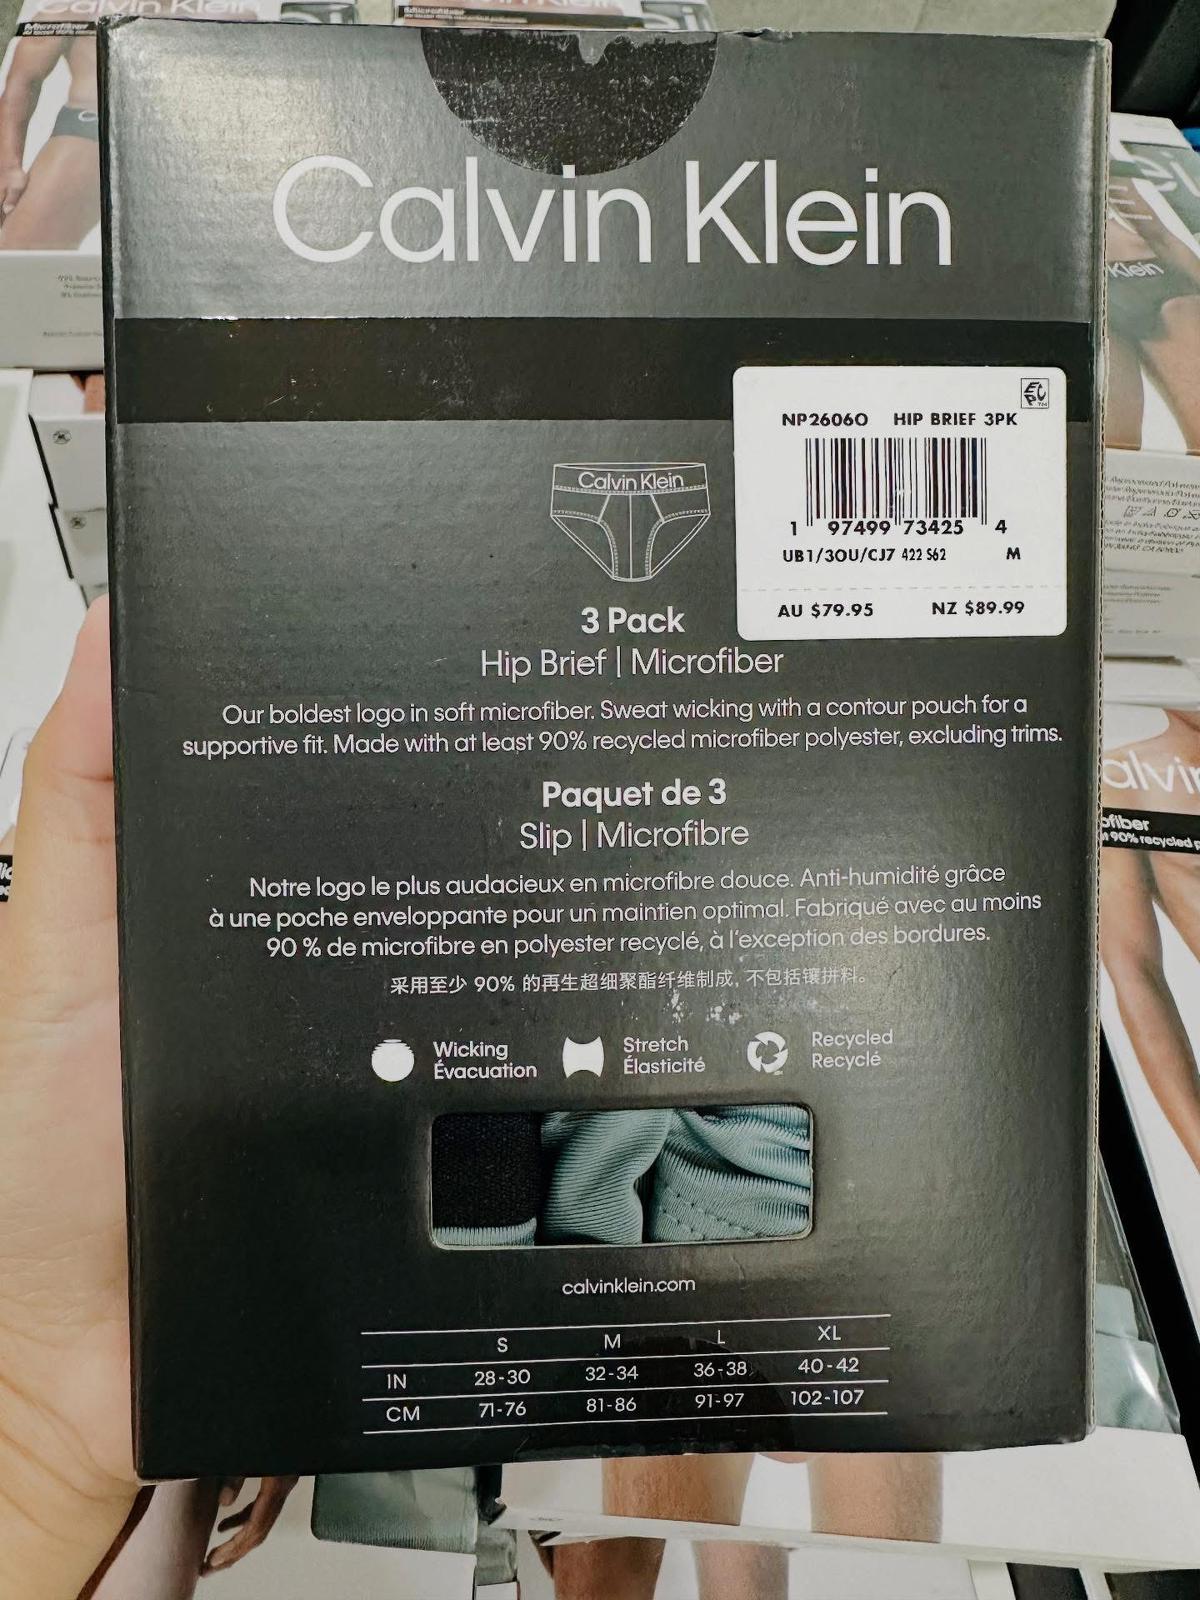 Calvin Klein
Microfiber
Calvin Klein
NP2606O HIP BRIEF 3PK
1 97499 73425 4
UB1/3OU/CJ7 422 S62 M
AU $79.95 NZ $89.99
Calvin Klein
3 Pack
Hip Brief | Microfiber
Our boldest logo in soft microfiber. Sweat wicking with a contour pouch for a
supportive fit. Made with at least 90% recycled microfiber polyester, excluding trims.
Paquet de 3
Slip | Microfibre
Notre logo le plus audacieux en microfibre douce. Anti-humidité grâce
à une poche enveloppante pour un maintien optimal. Fabriqué avec au moins
90 % de microfibre en polyester recyclé, à l'exception des bordures.
采用至少 90% 的再生超细聚酯纤维制成, 不包括镶拼料。
Wicking
Évacuation
Stretch
Élasticité
Recycled
Recyclé
calvinklein.com
S M L XL
IN 28-30 32-34 36-38 40-42
CM 71-76 81-86 91-97 102-107
Klein